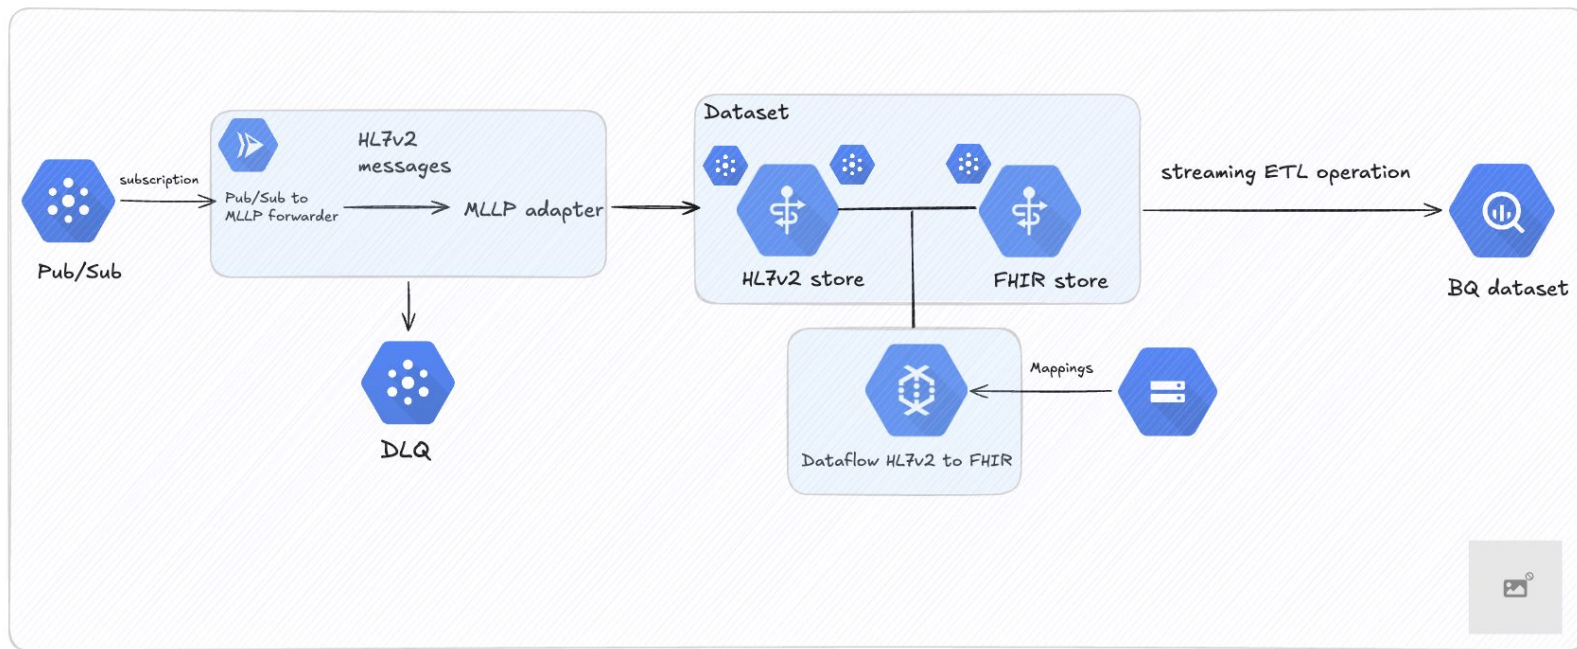 Dataset
HL7v2
messages
subscription
Pub/Sub to
MLLP forwarder
MLLP adapter
Pub/Sub
DLQ
HL7v2 store
FHIR store
streaming ETL operation
BQ dataset
Mappings
Dataflow HL7v2 to FHIR